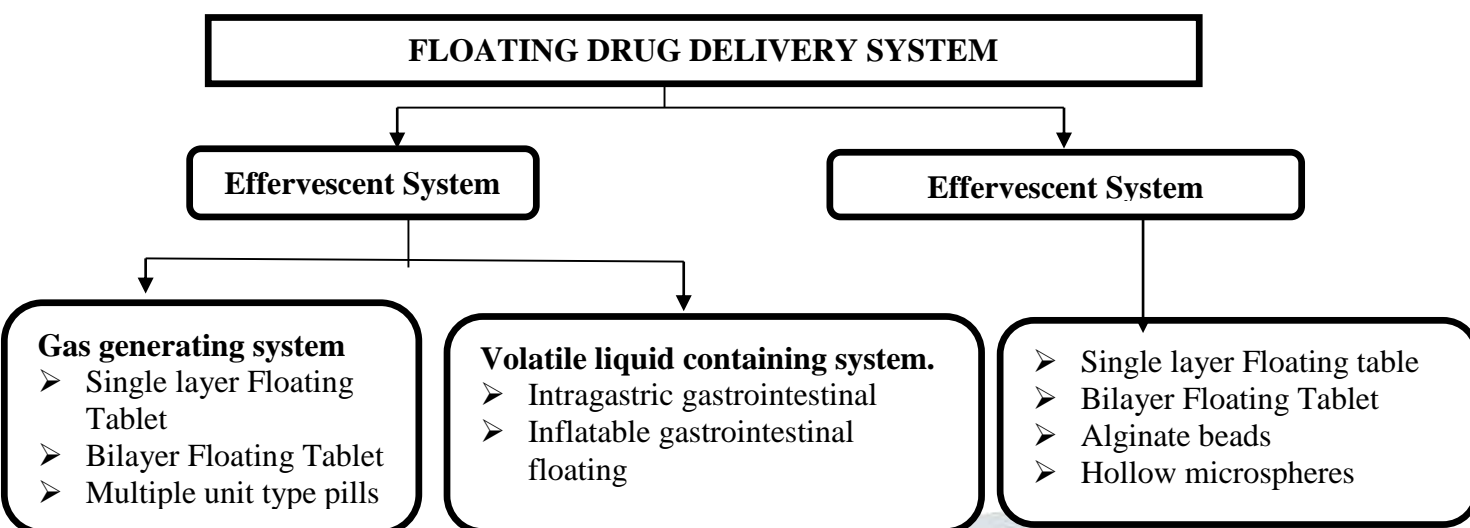 FLOATING DRUG DELIVERY SYSTEM
Effervescent System
Effervescent System
Gas generating system
➢ Single layer Floating
Tablet
➢ Bilayer Floating Tablet
➢ Multiple unit type pills
Volatile liquid containing system.
➢ Intragastric gastrointestinal
➢ Inflatable gastrointestinal
floating
➢ Single layer Floating table
➢ Bilayer Floating Tablet
➢ Alginate beads
➢ Hollow microspheres